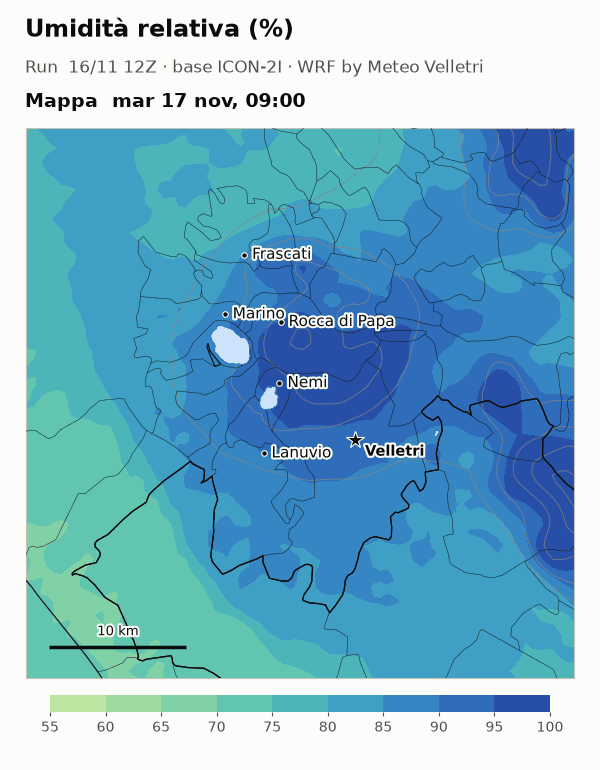 Umidità relativa (%)
Run  16/11 12Z · base ICON-2I · WRF by Meteo Velletri
Mappa  mar 17 nov, 09:00
Frascati
Marino
Rocca di Papa
Nemi
Velletri
Lanuvio
10 km
55 60 65 70 75 80 85 90 95 100